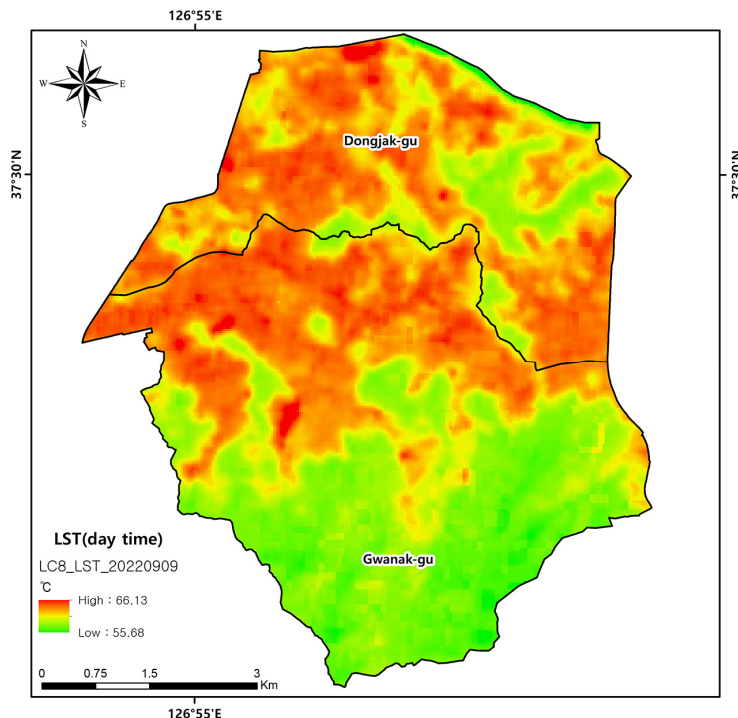 126°55'E
N
W E
S
Dongjak-gu
37°30'N
37°30'N
LST(day time)
LC8_LST_20220909
℃
High : 66.13
Low : 55.68
Gwanak-gu
0 0.75 1.5 3
Km
126°55'E